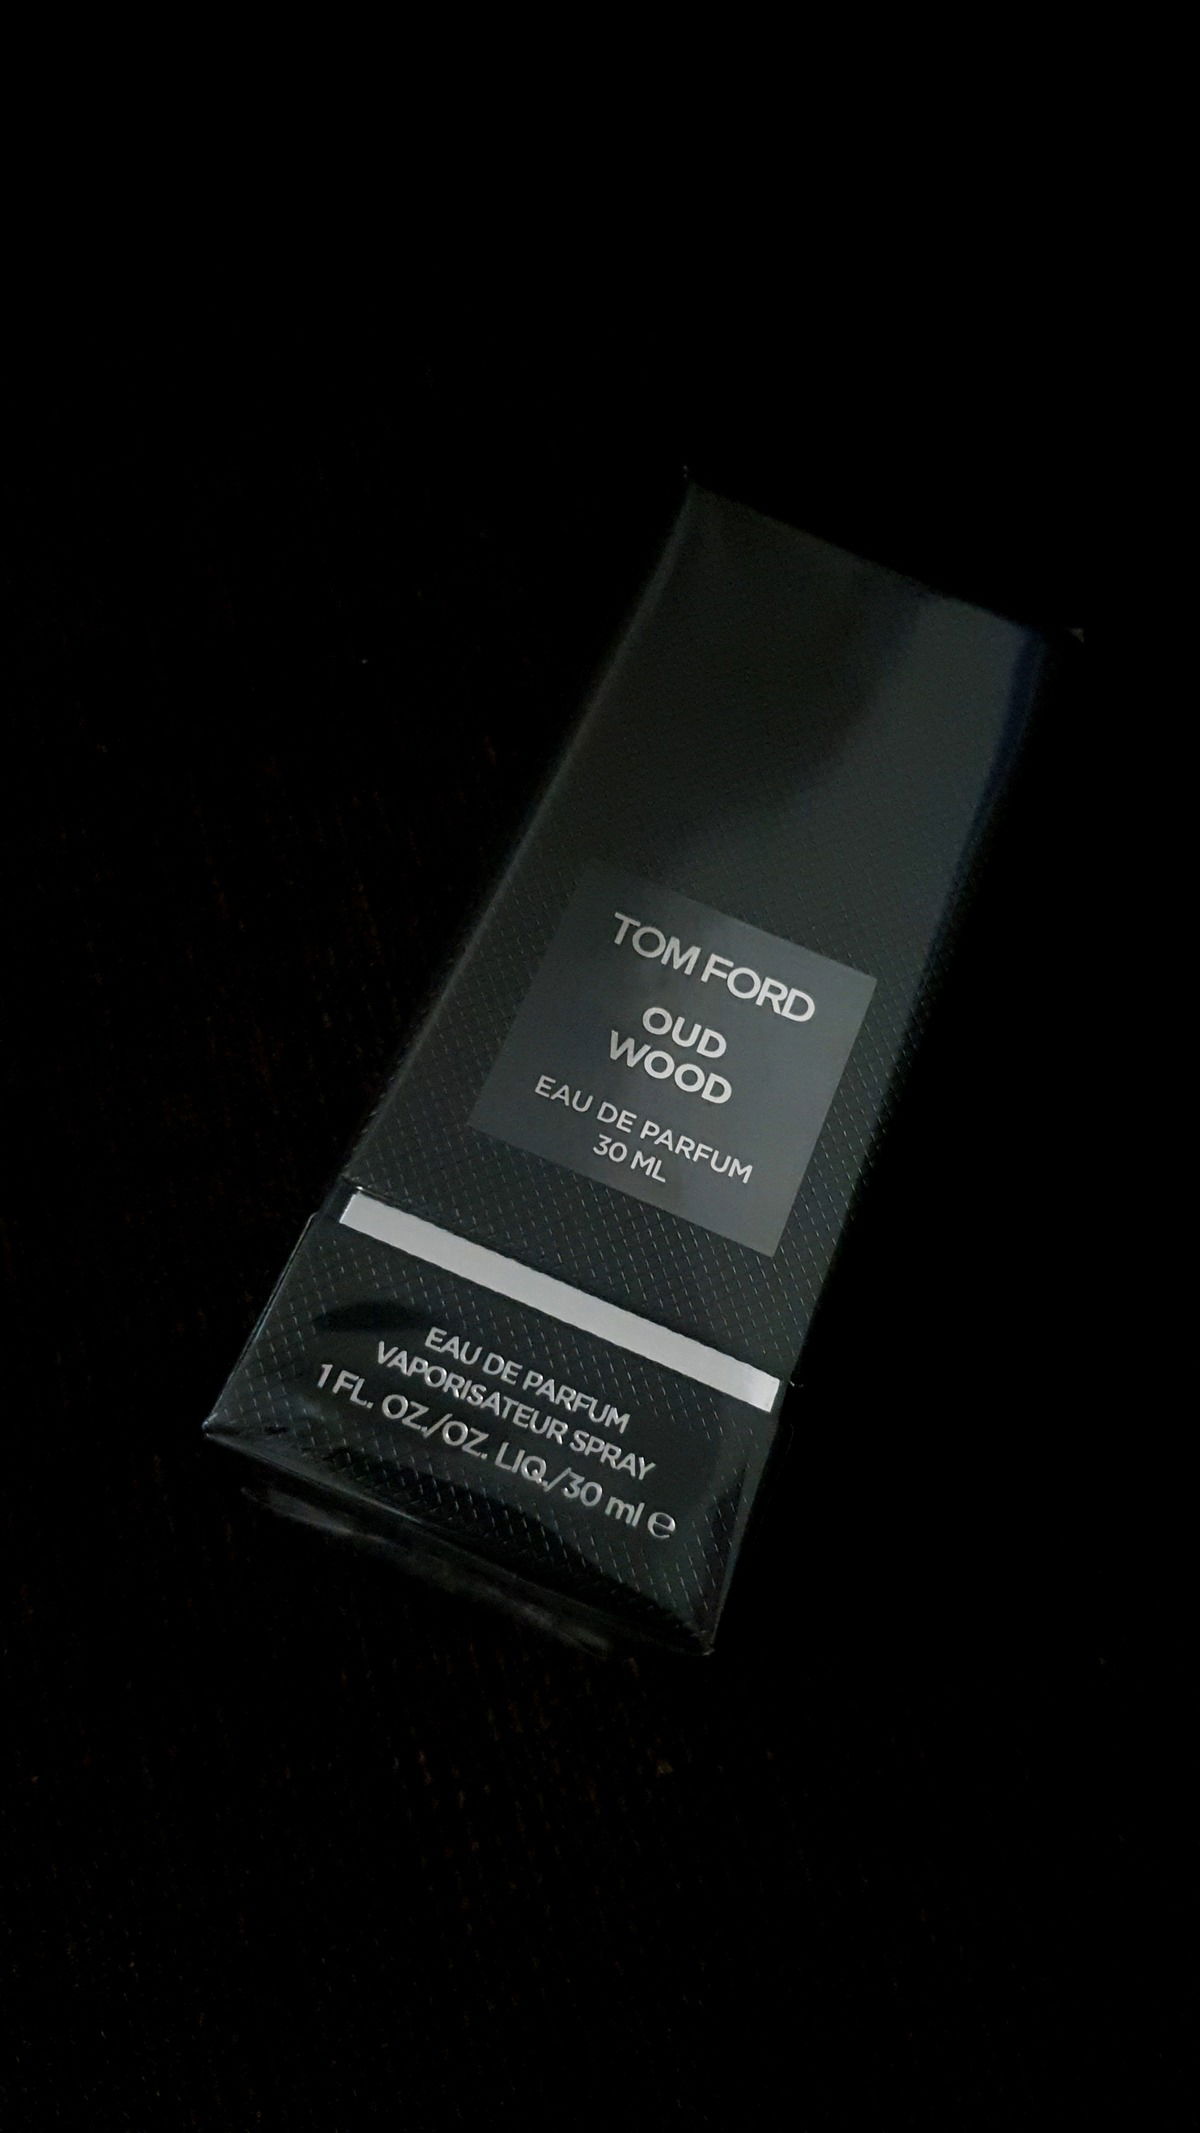 TOM FORD
OUD
WOOD
EAU DE PARFUM
30 ML
EAU DE PARFUM
VAPORISATEUR SPRAY
1 FL. OZ./OZ. LIQ./30 ml ℮